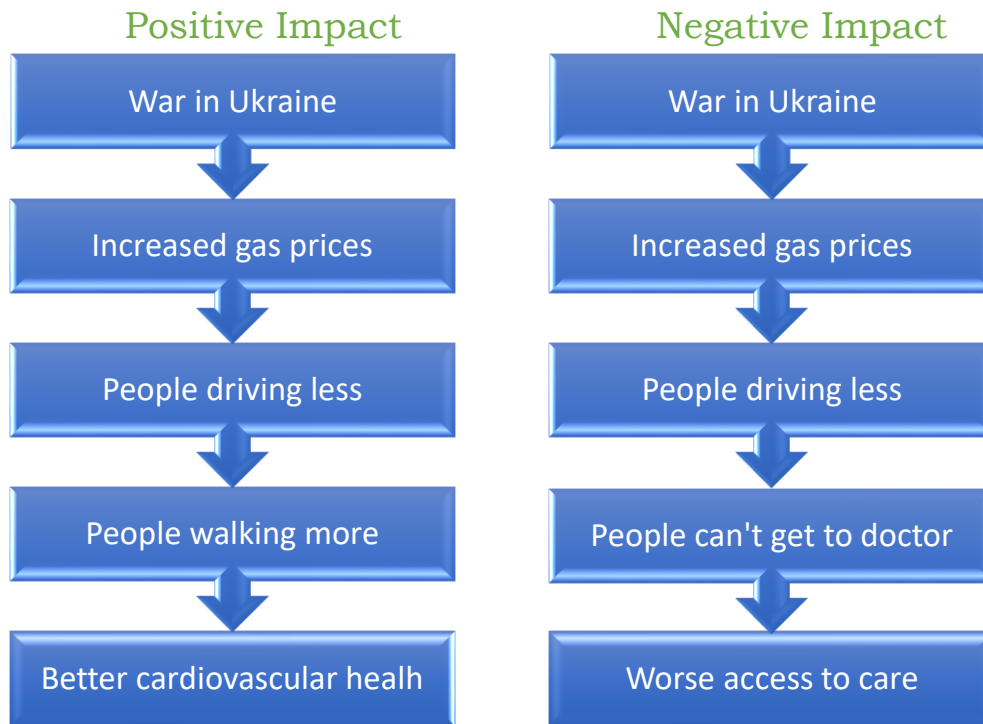 Positive Impact
War in Ukraine
Increased gas prices
People driving less
People walking more
Better cardiovascular healh
Negative Impact
War in Ukraine
Increased gas prices
People driving less
People can't get to doctor
Worse access to care